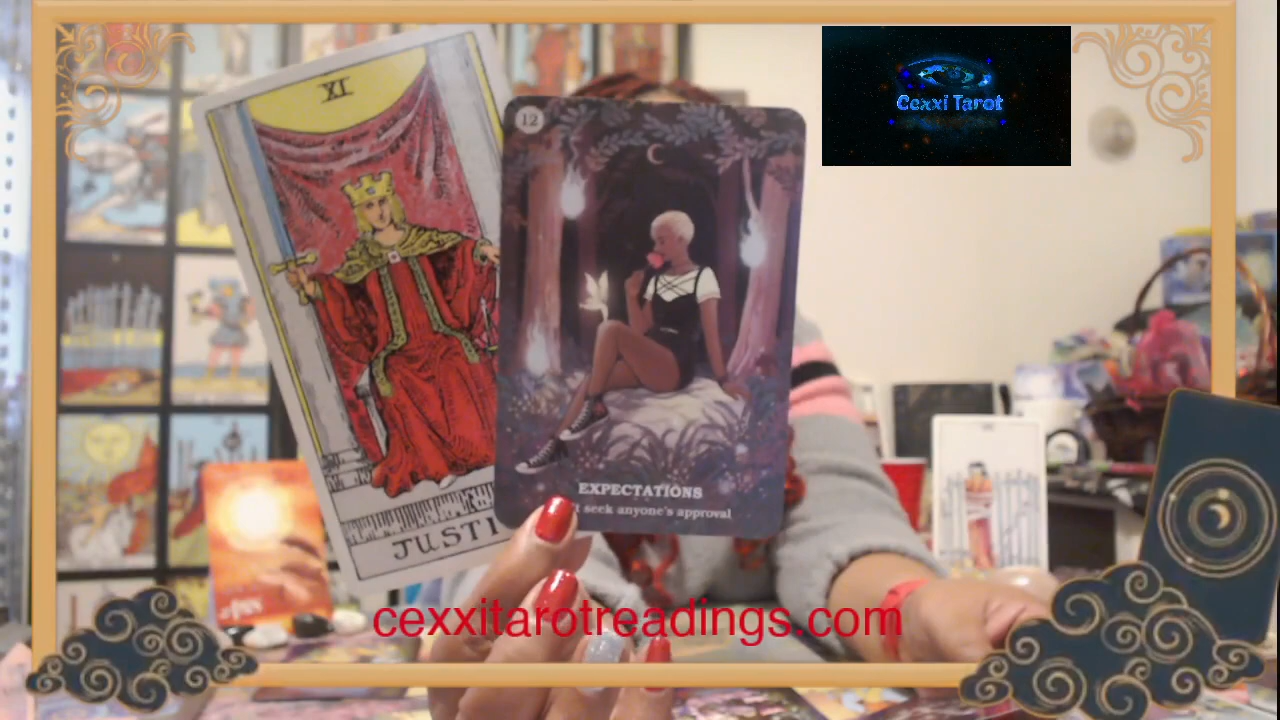 XI
12
Cexxi Tarot
EXPECTATIONS
seek anyone's approval
JUSTI
cexxitarotreadings.com